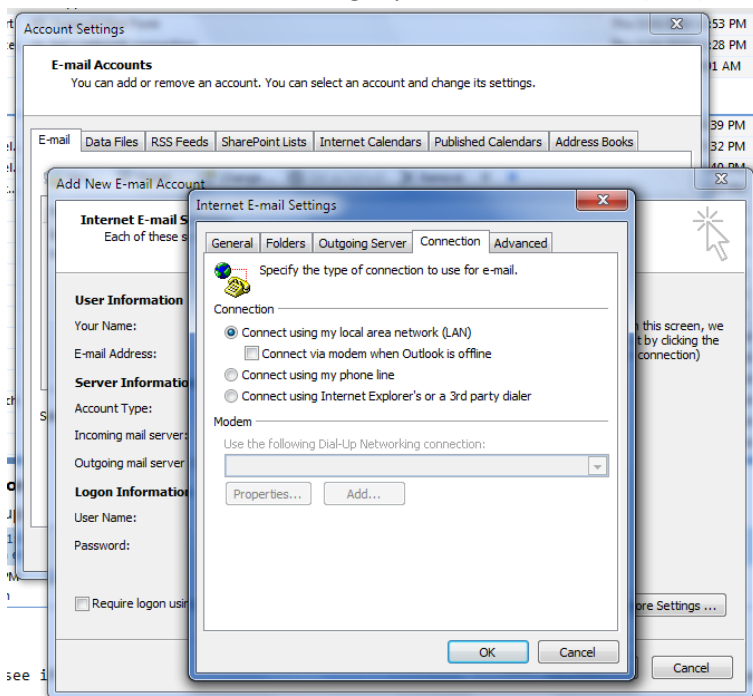 :53 PM
Account Settings
:28 PM
E-mail Accounts
1 AM
You can add or remove an account. You can select an account and change its settings.
39 PM
E-mail Data Files RSS Feeds SharePoint Lists Internet Calendars Published Calendars Address Books
32 PM
Add New E-mail Account
Internet E-mail Settings
Internet E-mail S
Each of these s
General Folders Outgoing Server Connection Advanced
Specify the type of connection to use for e-mail.
User Information
Connection
Your Name:
Connect using my local area network (LAN)
this screen, we
Connect via modem when Outlook is offline
t by clicking the
E-mail Address:
connection)
Connect using my phone line
Server Informatio
Connect using Internet Explorer's or a 3rd party dialer
Account Type:
Modem
Incoming mail server:
Use the following Dial-Up Networking connection:
Outgoing mail server
Logon Information
Properties... Add...
User Name:
Password:
Require logon usin
ore Settings ...
OK Cancel
Cancel
see i